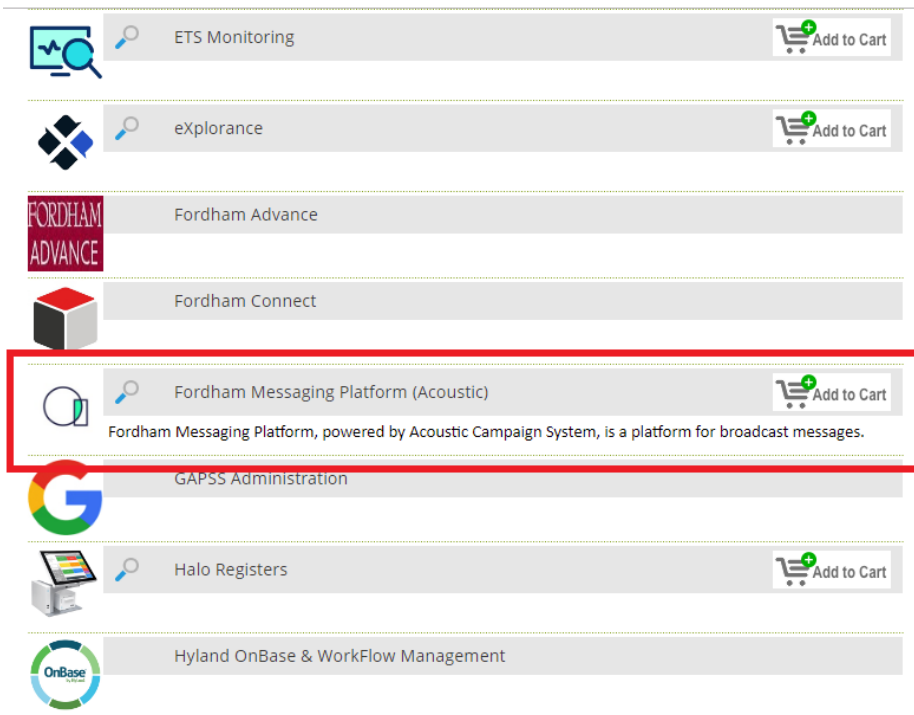 ETS Monitoring
Add to Cart
eXplorance
Add to Cart
FORDHAM
ADVANCE
Fordham Advance
Fordham Connect
Fordham Messaging Platform (Acoustic)
Add to Cart
Fordham Messaging Platform, powered by Acoustic Campaign System, is a platform for broadcast messages.
GAPSS Administration
Halo Registers
Add to Cart
OnBase
Hyland OnBase & WorkFlow Management